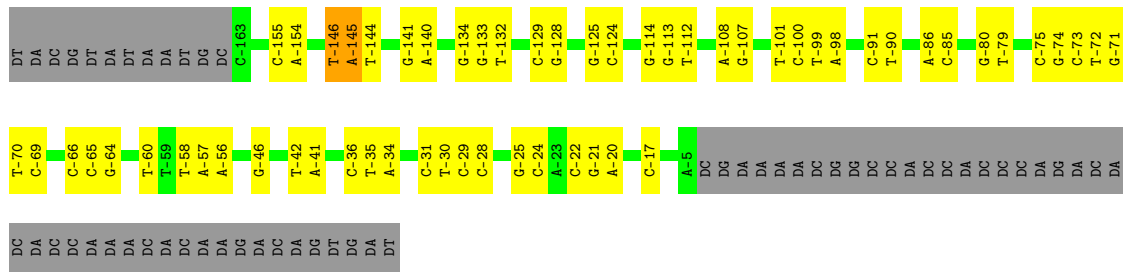 DT DA DC DG DT DA DT DA DA DT DG DC C-163 C-155 A-154 T-146 A-145 T-144 G-141 A-140 G-134 G-133 T-132 C-129 G-128 G-125 C-124 G-114 G-113 T-112 A-108 G-107 T-101 C-100 T-99 A-98 C-91 T-90 A-86 C-85 G-80 T-79 C-75 G-74 C-73 T-72 G-71
T-70 C-69 C-66 C-65 G-64 T-60 T-59 T-58 A-57 A-56 G-46 T-42 A-41 C-36 T-35 A-34 C-31 T-30 C-29 C-28 G-25 C-24 A-23 C-22 G-21 A-20 C-17 A-5 DC DG DA DA DA DA DC DG DG DC DA DC DC DC DA DC DC DC DC DA DG DA DC DA
DC DA DC DC DG DA DA DA DC DA DC DA DA DG DA DC DA DG DT DG DA DT